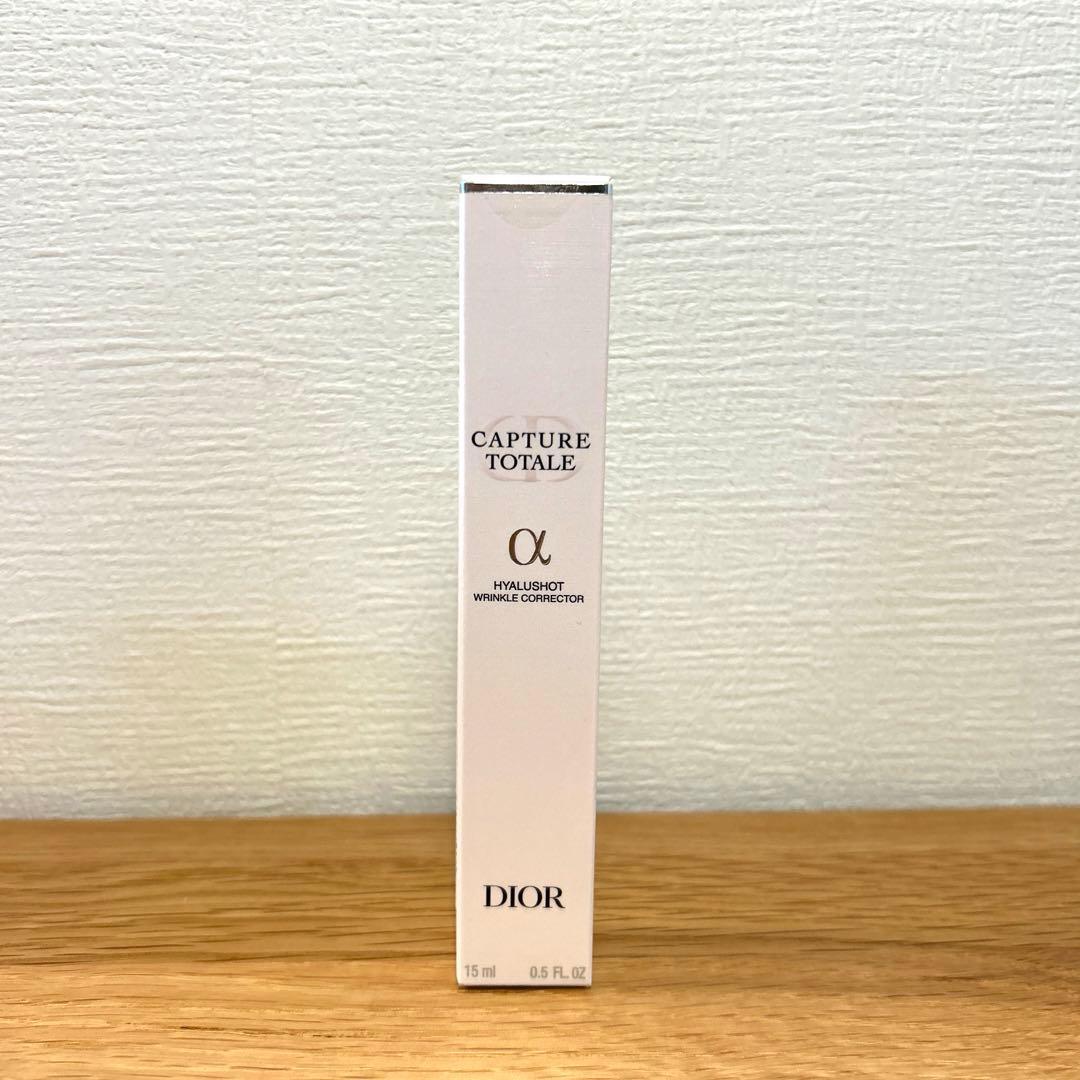 CAPTURE
TOTALE
α
HYALUSHOT
WRINKLE CORRECTOR
DIOR
15 ml 0.5 FL. OZ